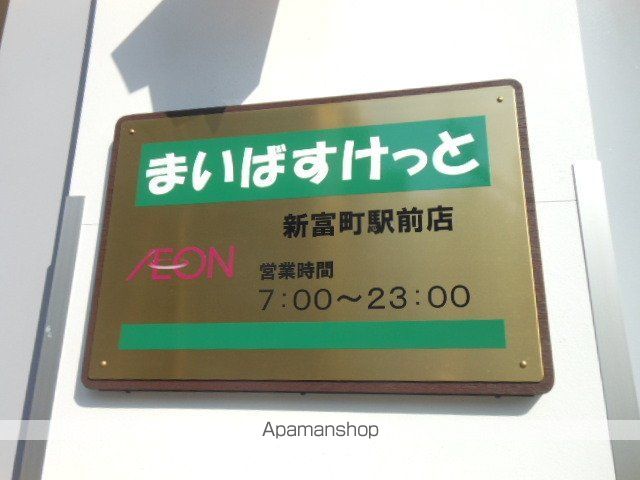 まいばすけっと
新富町駅前店
ÆON
営業時間
7:00～23:00
Apamanshop